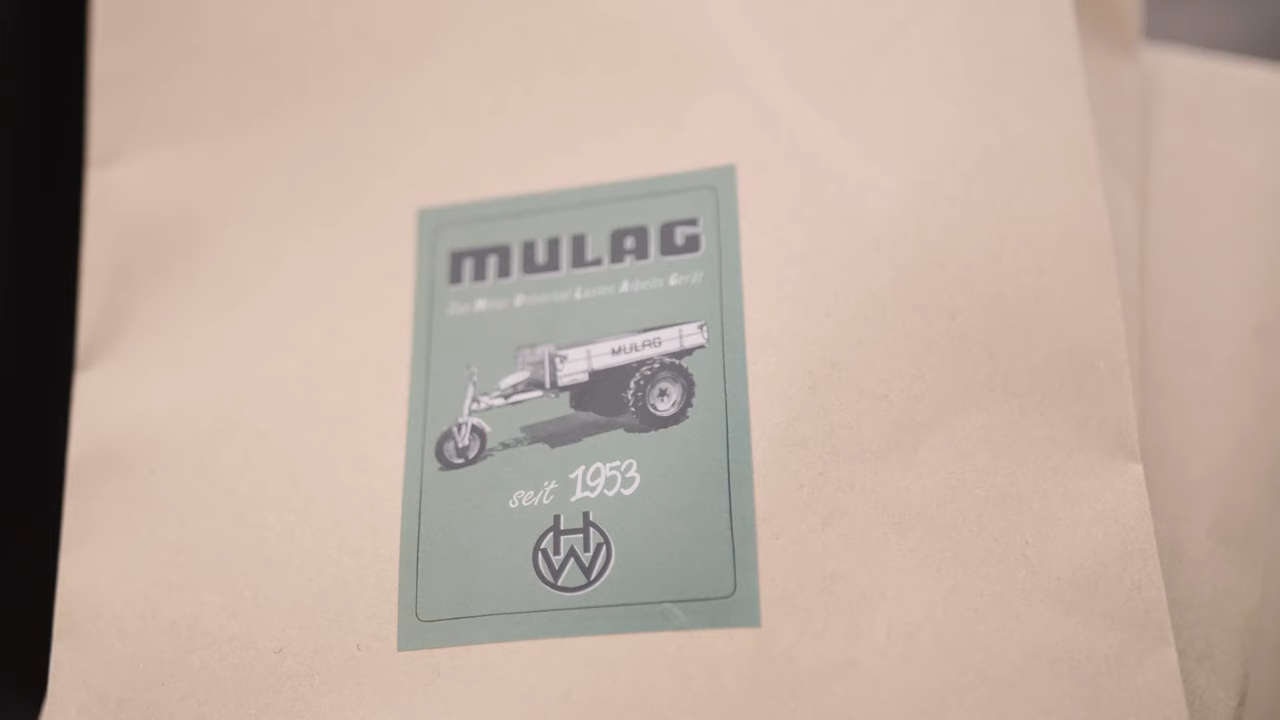 MULAG
Das Motor Universal Lasten Arbeits Gerät
MULAG
seit 1953
HW